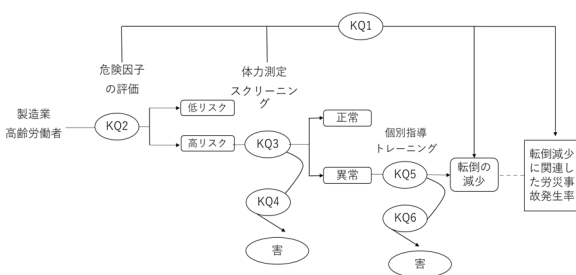 KQ1
危険因子
の評価
体力測定
スクリーニン
グ
製造業
高齢労働者
KQ2
低リスク
高リスク
KQ3
正常
異常
個別指導
トレーニング
KQ5
転倒の
減少
転倒減少
に関連し
た労災事
故発生率
KQ4
害
KQ6
害